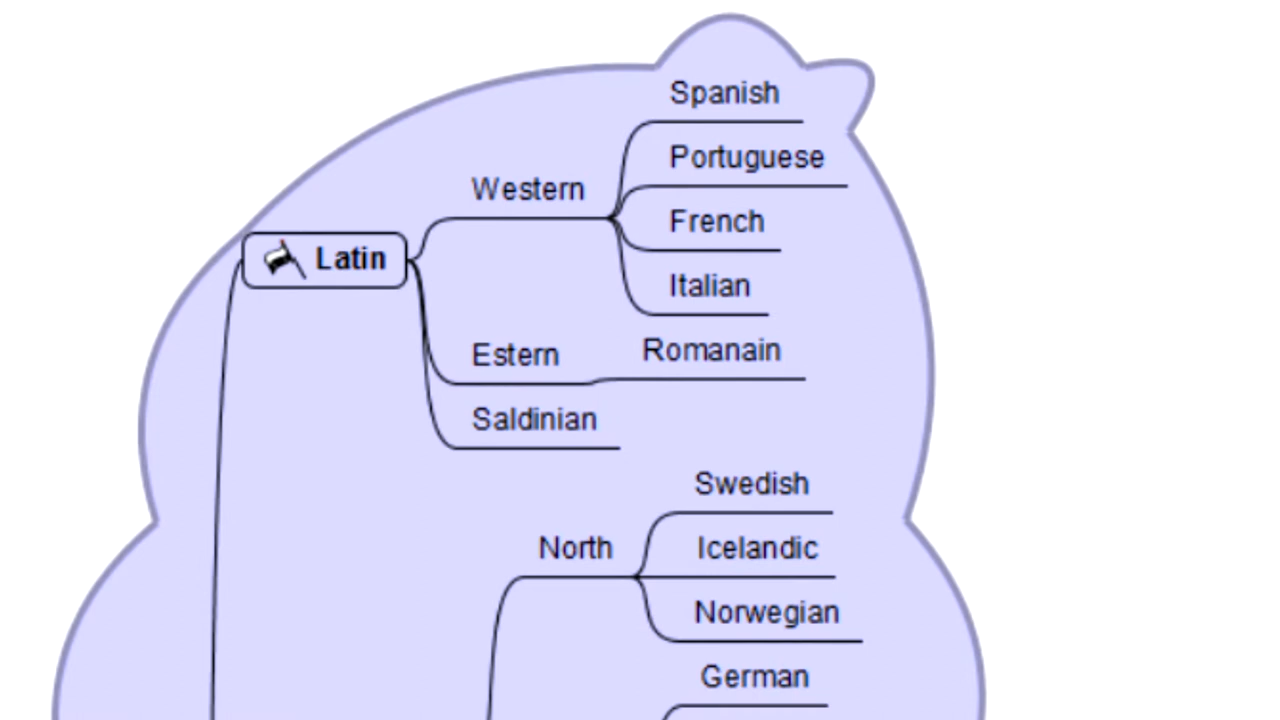 Spanish
Portuguese
Western
French
Latin
Italian
Estern
Romanain
Saldinian
Swedish
North
Icelandic
Norwegian
German